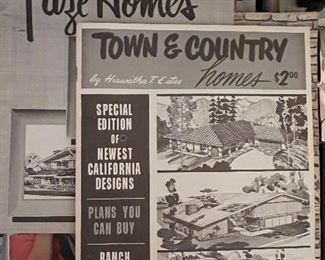 Prize Homes
TOWN & COUNTRY
homes
by Hiawatha T. Estes
$2.00
SPECIAL
EDITION
OF
NEWEST
CALIFORNIA
DESIGNS
PLANS YOU
CAN BUY
RANCH